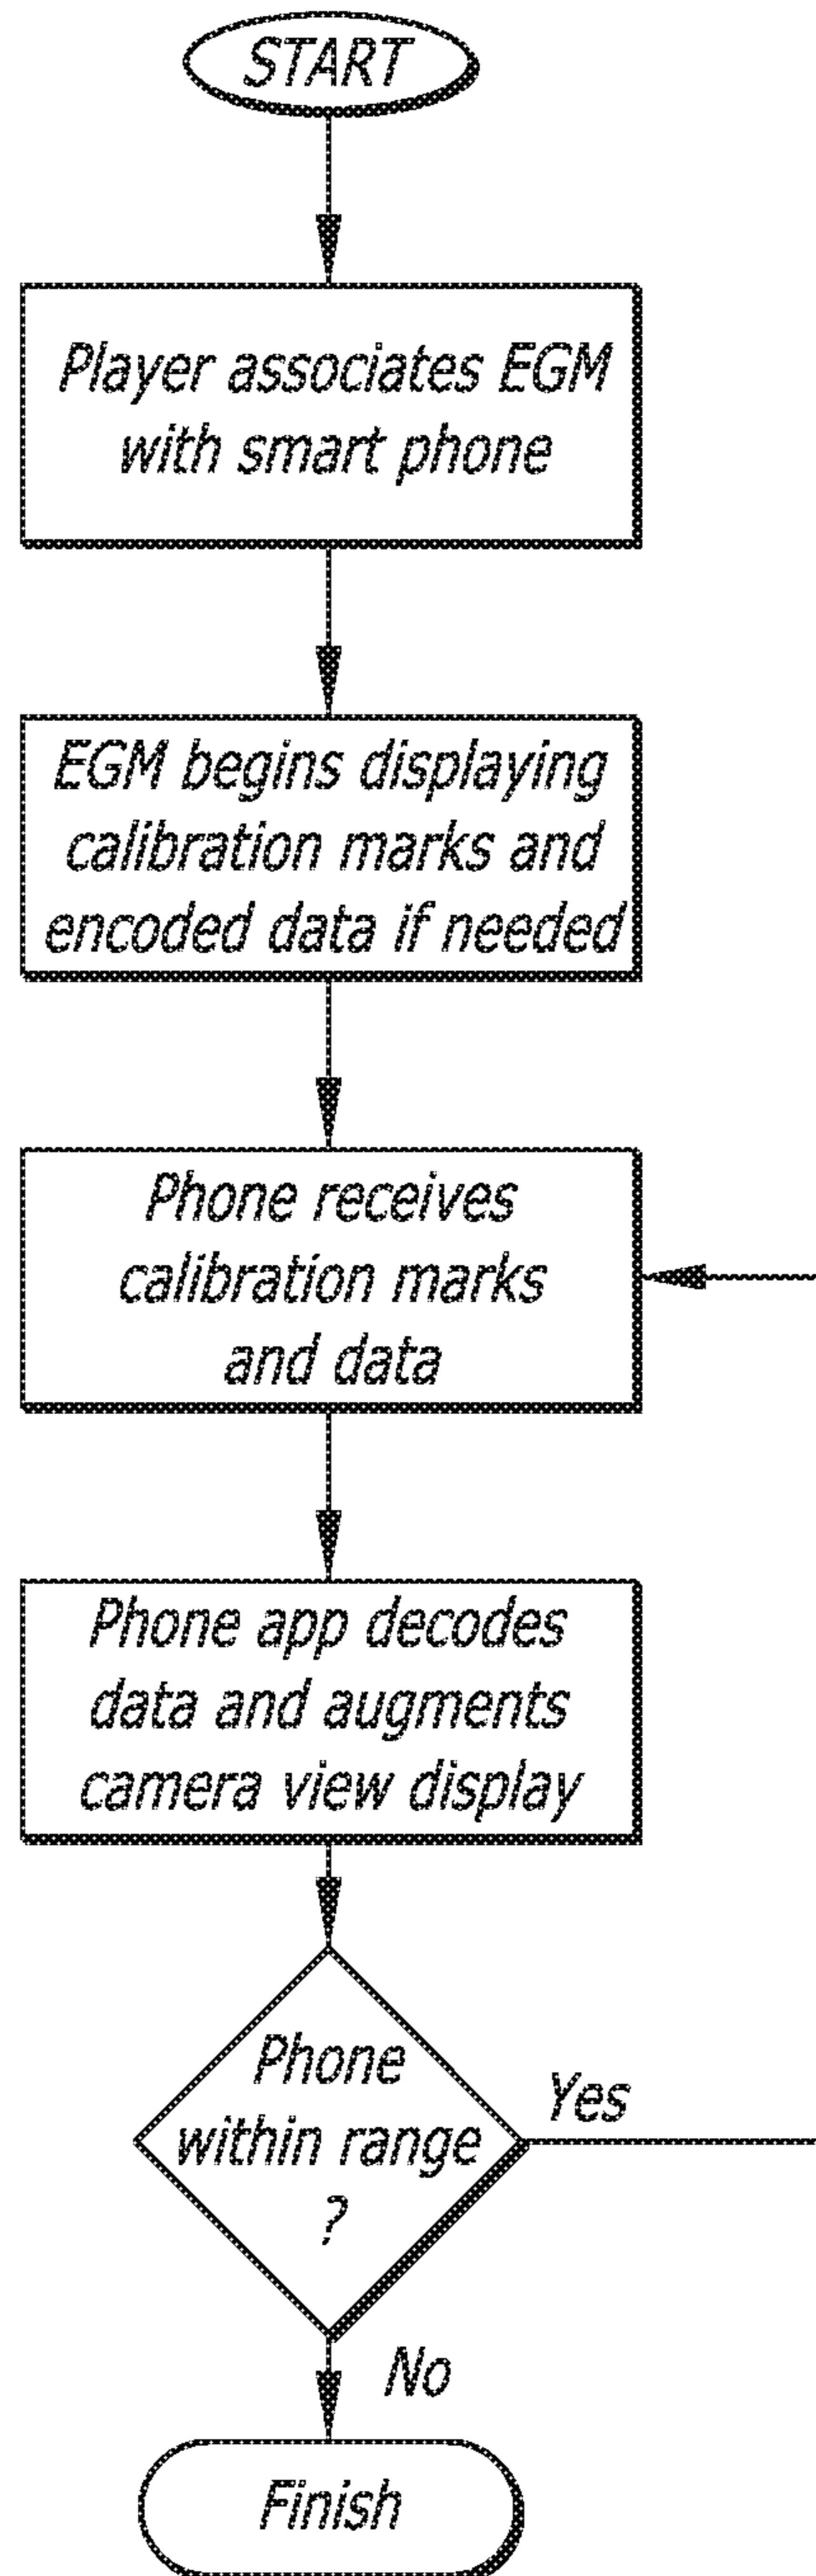 START
Player associates EGM
with smart phone
EGM begins displaying
calibration marks and
encoded data if needed
Phone receives
calibration marks
and data
Phone app decodes
data and augments
camera view display
Phone
within range
?
Yes
No
Finish